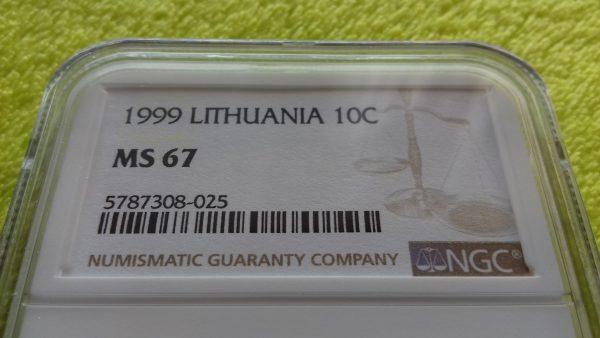 1999 LITHUANIA 10C
MS 67
5787308-025
NUMISMATIC GUARANTY COMPANY NGC®